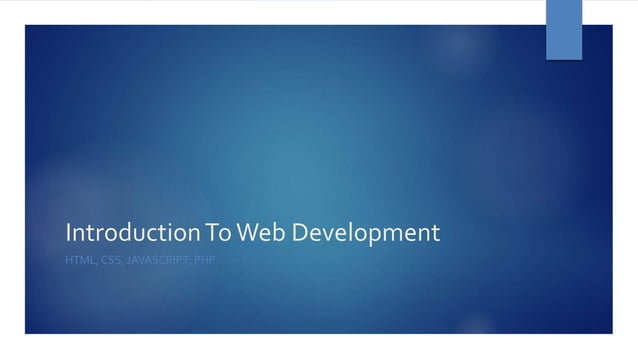 Introduction To Web Development
HTML, CSS, JAVASCRIPT, PHP